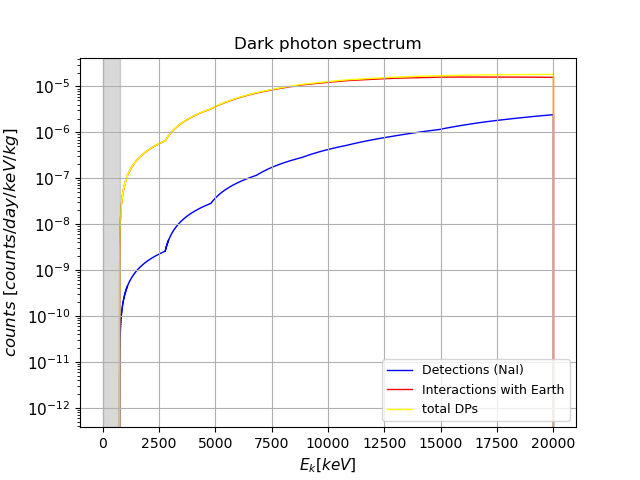 Dark photon spectrum
counts [counts/day/keV/kg]
10⁻⁵
10⁻⁶
10⁻⁷
10⁻⁸
10⁻⁹
10⁻¹⁰
10⁻¹¹
10⁻¹²
Detections (NaI)
Interactions with Earth
total DPs
0 2500 5000 7500 10000 12500 15000 17500 20000
Eₖ[keV]